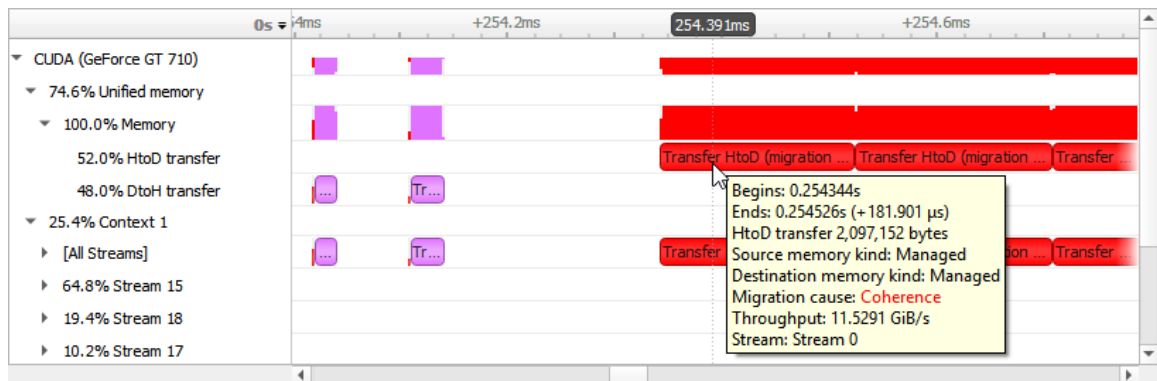 0s 4ms +254.2ms 254.391ms +254.6ms
CUDA (GeForce GT 710)
74.6% Unified memory
100.0% Memory
52.0% HtoD transfer Transfer HtoD (migration ... Transfer HtoD (migration ... Transfer ...
48.0% DtoH transfer ... Tr...
25.4% Context 1
[All Streams] ... Tr... Transfer ion ... Transfer ...
64.8% Stream 15
19.4% Stream 18
10.2% Stream 17
Begins: 0.254344s
Ends: 0.254526s (+181.901 µs)
HtoD transfer 2,097,152 bytes
Source memory kind: Managed
Destination memory kind: Managed
Migration cause: Coherence
Throughput: 11.5291 GiB/s
Stream: Stream 0